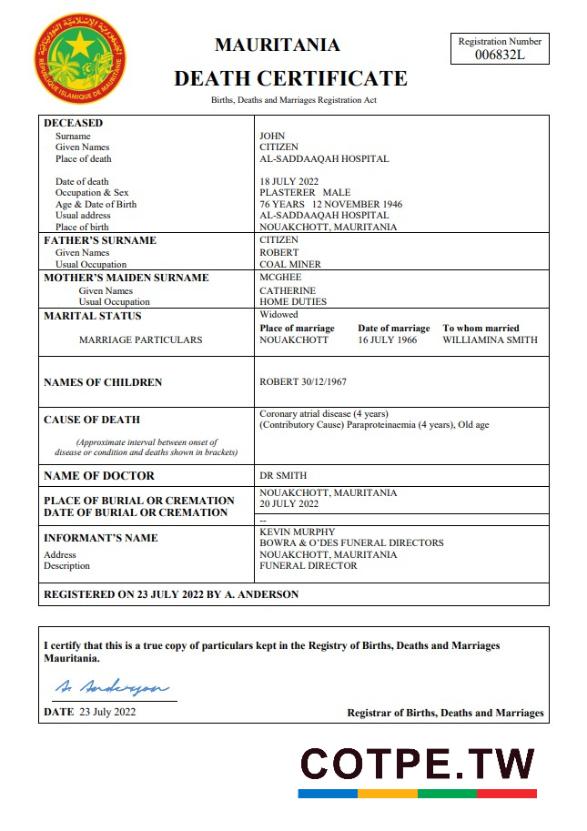 MAURITANIA
DEATH CERTIFICATE
Births, Deaths and Marriages Registration Act
Registration Number
006832L
DECEASED
Surname JOHN
Given Names CITIZEN
Place of death AL-SADDAAQAH HOSPITAL
Date of death 18 JULY 2022
Occupation & Sex PLASTERER MALE
Age & Date of Birth 76 YEARS 12 NOVEMBER 1946
Usual address AL-SADDAAQAH HOSPITAL
Place of birth NOUAKCHOTT, MAURITANIA
FATHER'S SURNAME CITIZEN
Given Names ROBERT
Usual Occupation COAL MINER
MOTHER'S MAIDEN SURNAME MCGHEE
Given Names CATHERINE
Usual Occupation HOME DUTIES
MARITAL STATUS Widowed
Place of marriage Date of marriage To whom married
MARRIAGE PARTICULARS NOUAKCHOTT 16 JULY 1966 WILLIAMINA SMITH
NAMES OF CHILDREN ROBERT 30/12/1967
CAUSE OF DEATH Coronary atrial disease (4 years)
(Contributory Cause) Paraproteinaemia (4 years), Old age
(Approximate interval between onset of
disease or condition and deaths shown in brackets)
NAME OF DOCTOR DR SMITH
PLACE OF BURIAL OR CREMATION NOUAKCHOTT, MAURITANIA
DATE OF BURIAL OR CREMATION 20 JULY 2022
--
INFORMANT'S NAME KEVIN MURPHY
BOWRA & O'DES FUNERAL DIRECTORS
Address NOUAKCHOTT, MAURITANIA
Description FUNERAL DIRECTOR
REGISTERED ON 23 JULY 2022 BY A. ANDERSON
I certify that this is a true copy of particulars kept in the Registry of Births, Deaths and Marriages
Mauritania.
A. Anderson
DATE 23 July 2022 Registrar of Births, Deaths and Marriages
COTPE.TW